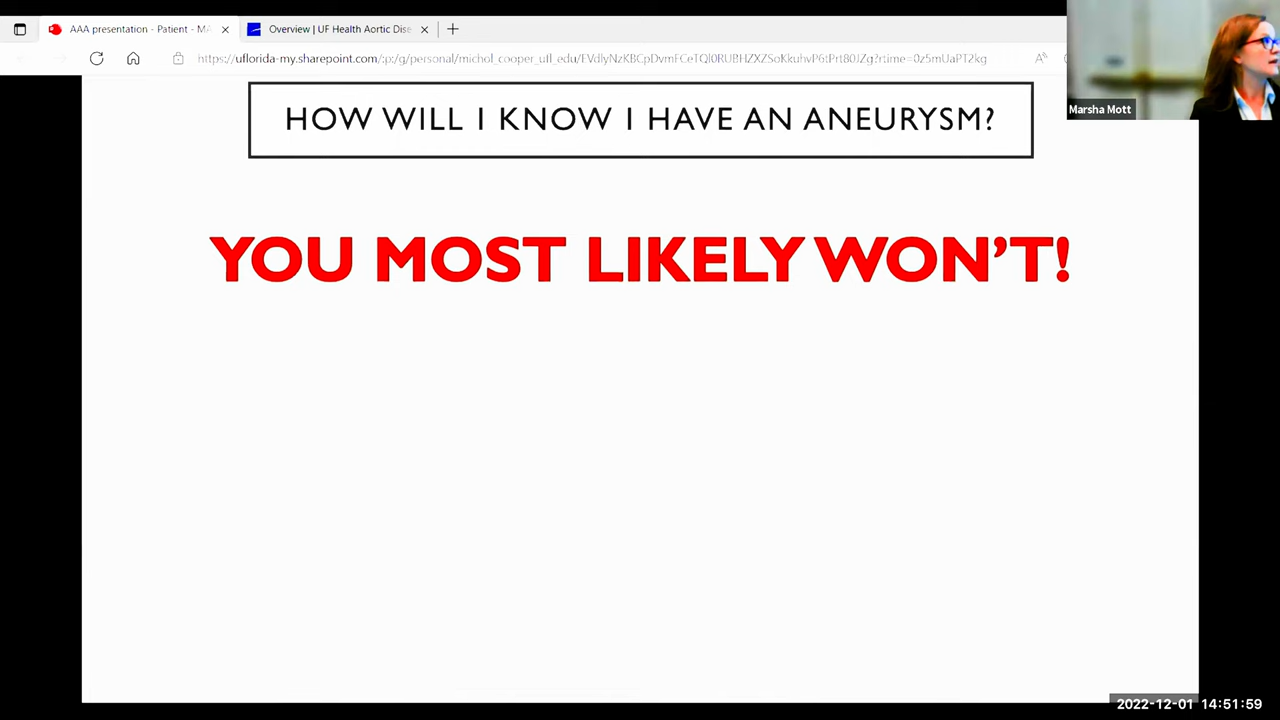 AAA presentation - Patient - M
Overview | UF Health Aortic Dise
HOW WILL I KNOW I HAVE AN ANEURYSM?
Marsha Mott
YOU MOST LIKELY WON'T!
2022-12-01 14:51:59